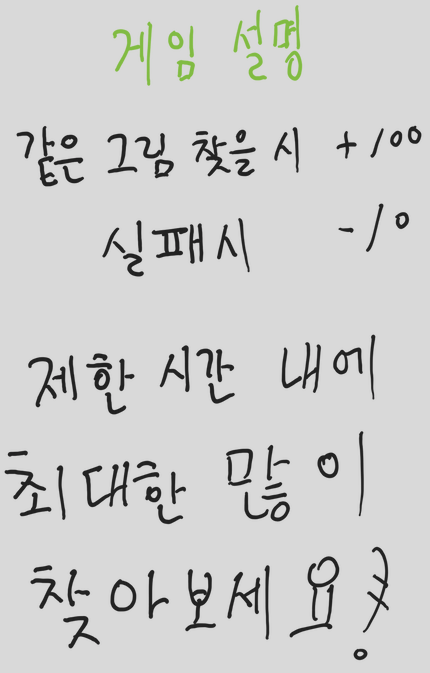 게임 설명
같은 그림 찾을 시 +100
실패시 -10
제한 시간 내에
최대한 많이
찾아보세요!